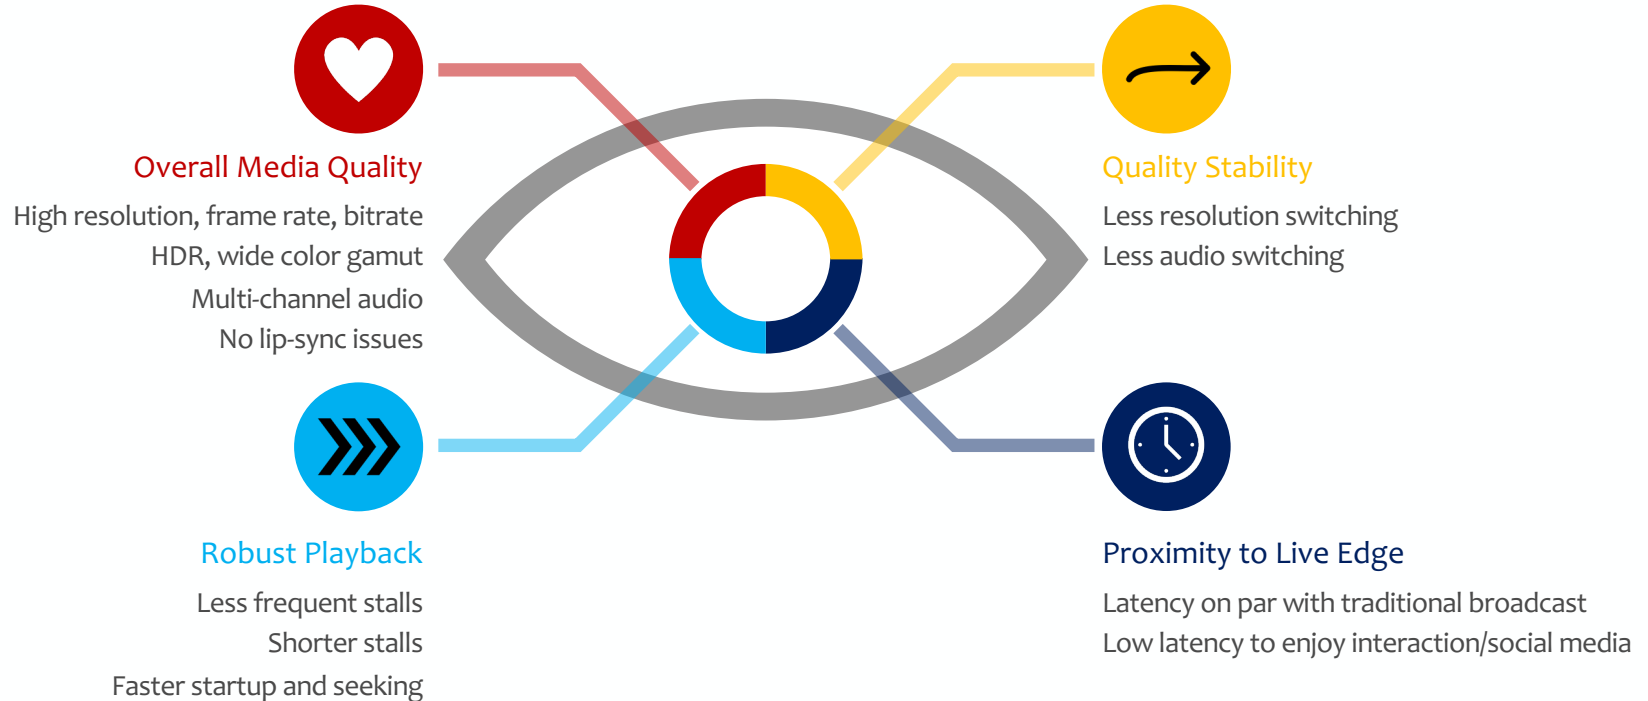 Overall Media Quality
High resolution, frame rate, bitrate
HDR, wide color gamut
Multi-channel audio
No lip-sync issues
Quality Stability
Less resolution switching
Less audio switching
Robust Playback
Less frequent stalls
Shorter stalls
Faster startup and seeking
Proximity to Live Edge
Latency on par with traditional broadcast
Low latency to enjoy interaction/social media